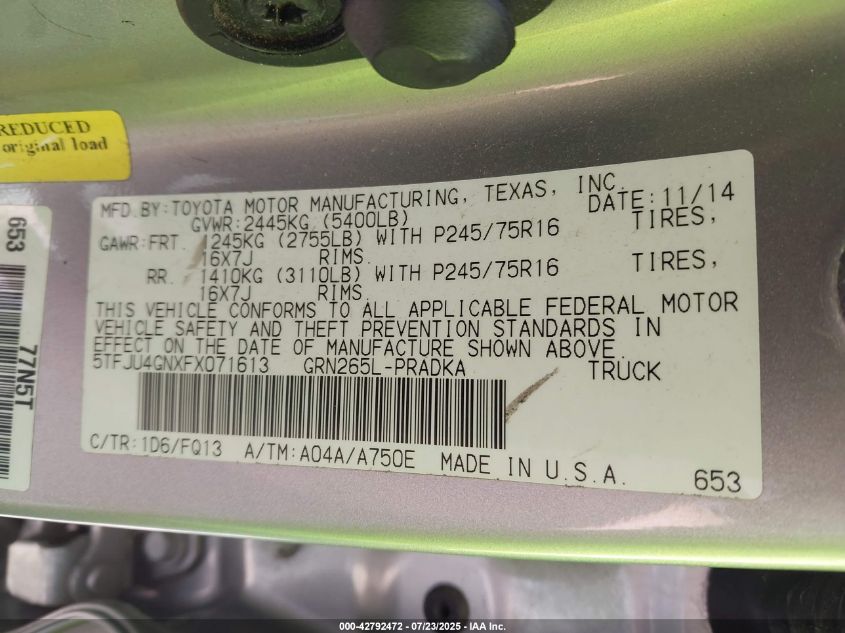 REDUCED
original load
653
77N5T
MFD.BY:TOYOTA MOTOR MANUFACTURING, TEXAS, INC.
GVWR:2445KG (5400LB) DATE:11/14
GAWR:FRT. 1245KG (2755LB) WITH P245/75R16 TIRES,
16X7J RIMS.
RR. 1410KG (3110LB) WITH P245/75R16 TIRES,
16X7J RIMS.
THIS VEHICLE CONFORMS TO ALL APPLICABLE FEDERAL MOTOR
VEHICLE SAFETY AND THEFT PREVENTION STANDARDS IN
EFFECT ON THE DATE OF MANUFACTURE SHOWN ABOVE.
5TFJU4GNXFX071613 GRN265L-PRADKA TRUCK
C/TR:1D6/FQ13 A/TM:A04A/A750E MADE IN U.S.A.
653
000-42792472 - 07/23/2025 - IAA Inc.